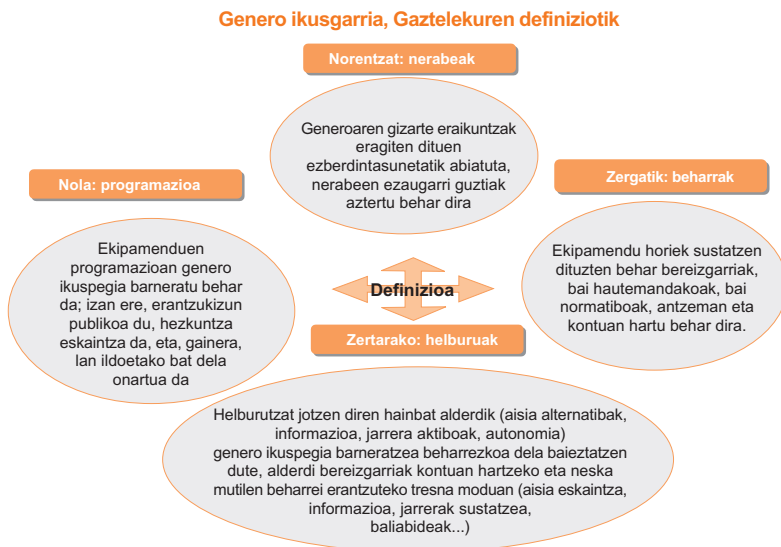 Genero ikusgarria, Gaztelekuren definiziotik
Norentzat: nerabeak
Generoaren gizarte eraikuntzak
eragiten dituen
ezberdintasunetatik abiatuta,
nerabeen ezaugarri guztiak
aztertu behar dira
Nola: programazioa
Ekipamenduen
programazioan genero
ikuspegia barneratu behar
da; izan ere, erantzukizun
publikoa du, hezkuntza
eskaintza da, eta, gainera,
lan ildoetako bat dela
onartua da
Zergatik: beharrak
Ekipamendu horiek sustatzen
dituzten behar bereizgarriak,
bai hautemandakoak, bai
normatiboak, antzeman eta
kontuan hartu behar dira.
Definizioa
Zertarako: helburuak
Helburutzat jotzen diren hainbat alderdik (aisia alternatibak,
informazioa, jarrera aktiboak, autonomia)
genero ikuspegia barneratzea beharrezkoa dela baieztatzen
dute, alderdi bereizgarriak kontuan hartzeko eta neska
mutilen beharrei erantzuteko tresna moduan (aisia eskaintza,
informazioa, jarrerak sustatzea,
baliabideak...)